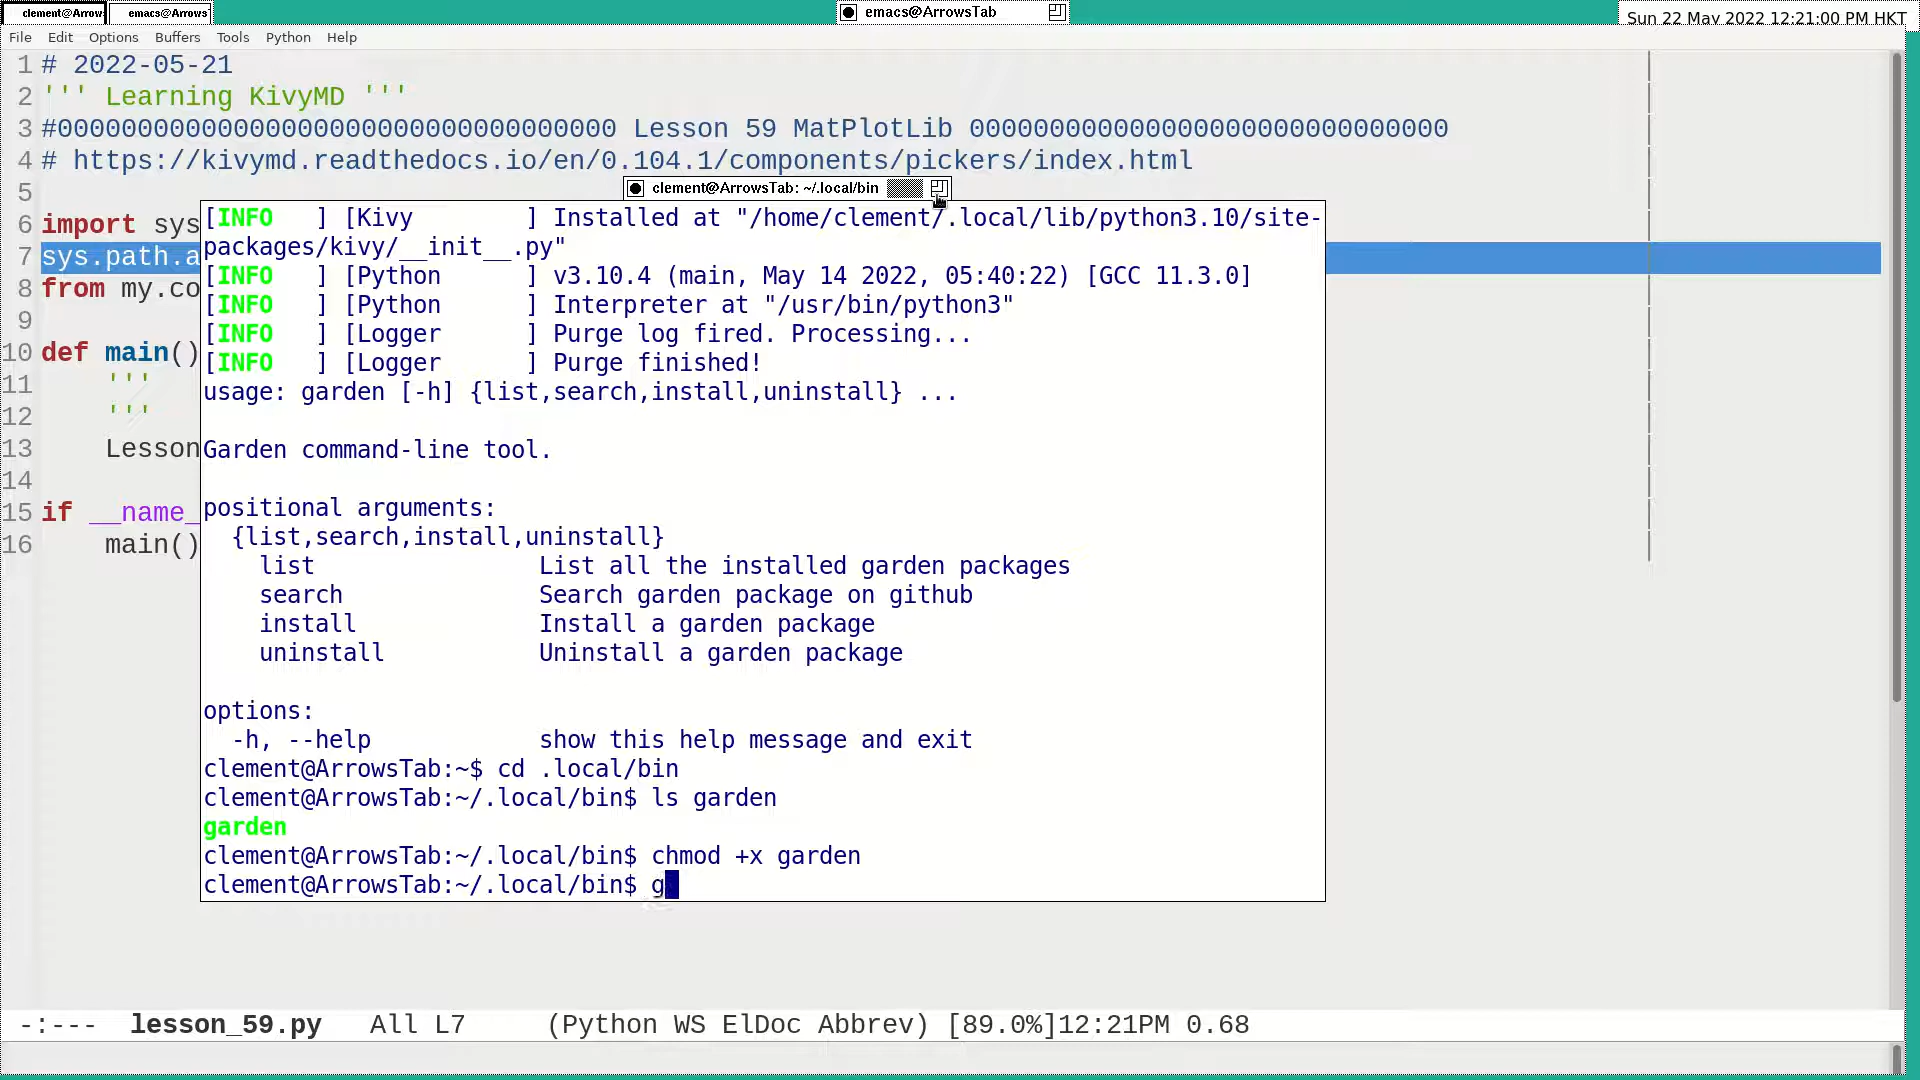 clement@Arrow emacs@ArrowsT emacs@ArrowsTab Sun 22 May 2022 12:21:00 PM HKT
File Edit Options Buffers Tools Python Help
1 # 2022-05-21
2 ''' Learning KivyMD '''
3 #00000000000000000000000000000000000 Lesson 59 MatPlotLib 000000000000000000000000000000
4 # https://kivymd.readthedocs.io/en/0.104.1/components/pickers/index.html
5
6 import sys
7 sys.path.a
8 from my.co
9
10 def main()
11 '''
12 '''
13 Lesson
14
15 if __name_
16 main()
clement@ArrowsTab: ~/.local/bin
[INFO   ] [Kivy        ] Installed at "/home/clement/.local/lib/python3.10/site-
packages/kivy/__init__.py"
[INFO   ] [Python      ] v3.10.4 (main, May 14 2022, 05:40:22) [GCC 11.3.0]
[INFO   ] [Python      ] Interpreter at "/usr/bin/python3"
[INFO   ] [Logger      ] Purge log fired. Processing...
[INFO   ] [Logger      ] Purge finished!
usage: garden [-h] {list,search,install,uninstall} ...
Garden command-line tool.
positional arguments:
{list,search,install,uninstall}
list                List all the installed garden packages
search              Search garden package on github
install             Install a garden package
uninstall           Uninstall a garden package
options:
-h, --help            show this help message and exit
clement@ArrowsTab:~$ cd .local/bin
clement@ArrowsTab:~/.local/bin$ ls garden
garden
clement@ArrowsTab:~/.local/bin$ chmod +x garden
clement@ArrowsTab:~/.local/bin$ g
-:--- lesson_59.py All L7 (Python WS ElDoc Abbrev) [89.0%]12:21PM 0.68